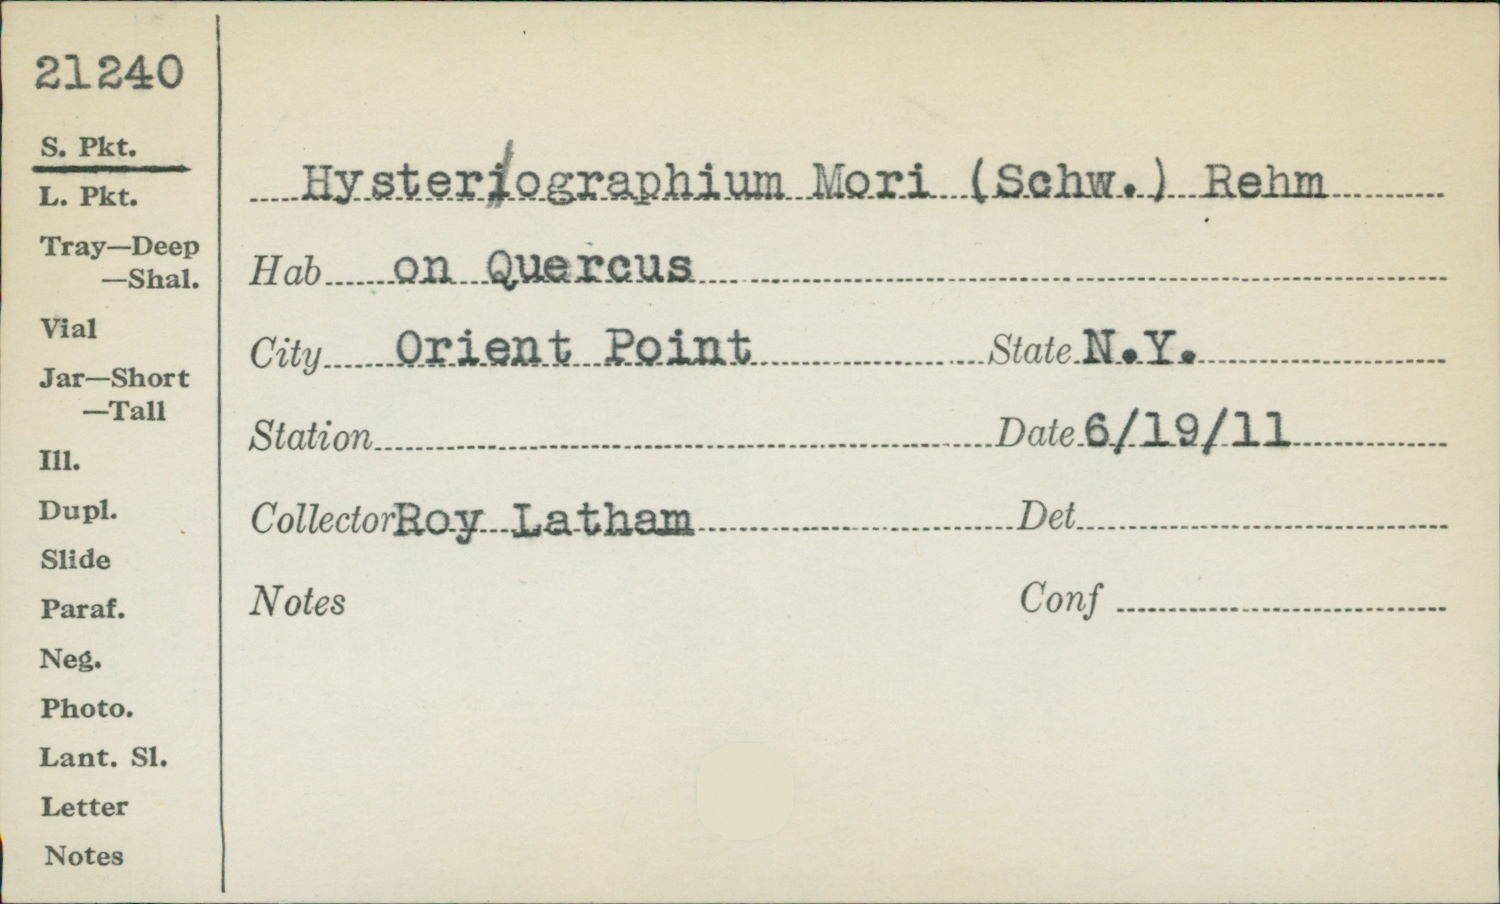 21240
S. Pkt.
L. Pkt.
Tray—Deep
—Shal.
Vial
Jar—Short
—Tall
Ill.
Dupl.
Slide
Paraf.
Neg.
Photo.
Lant. Sl.
Letter
Notes
Hysteriographium Mori (Schw.) Rehm
Hab on Quercus
City Orient Point State N.Y.
Station Date 6/19/11
Collector Roy Latham Det
Notes Conf